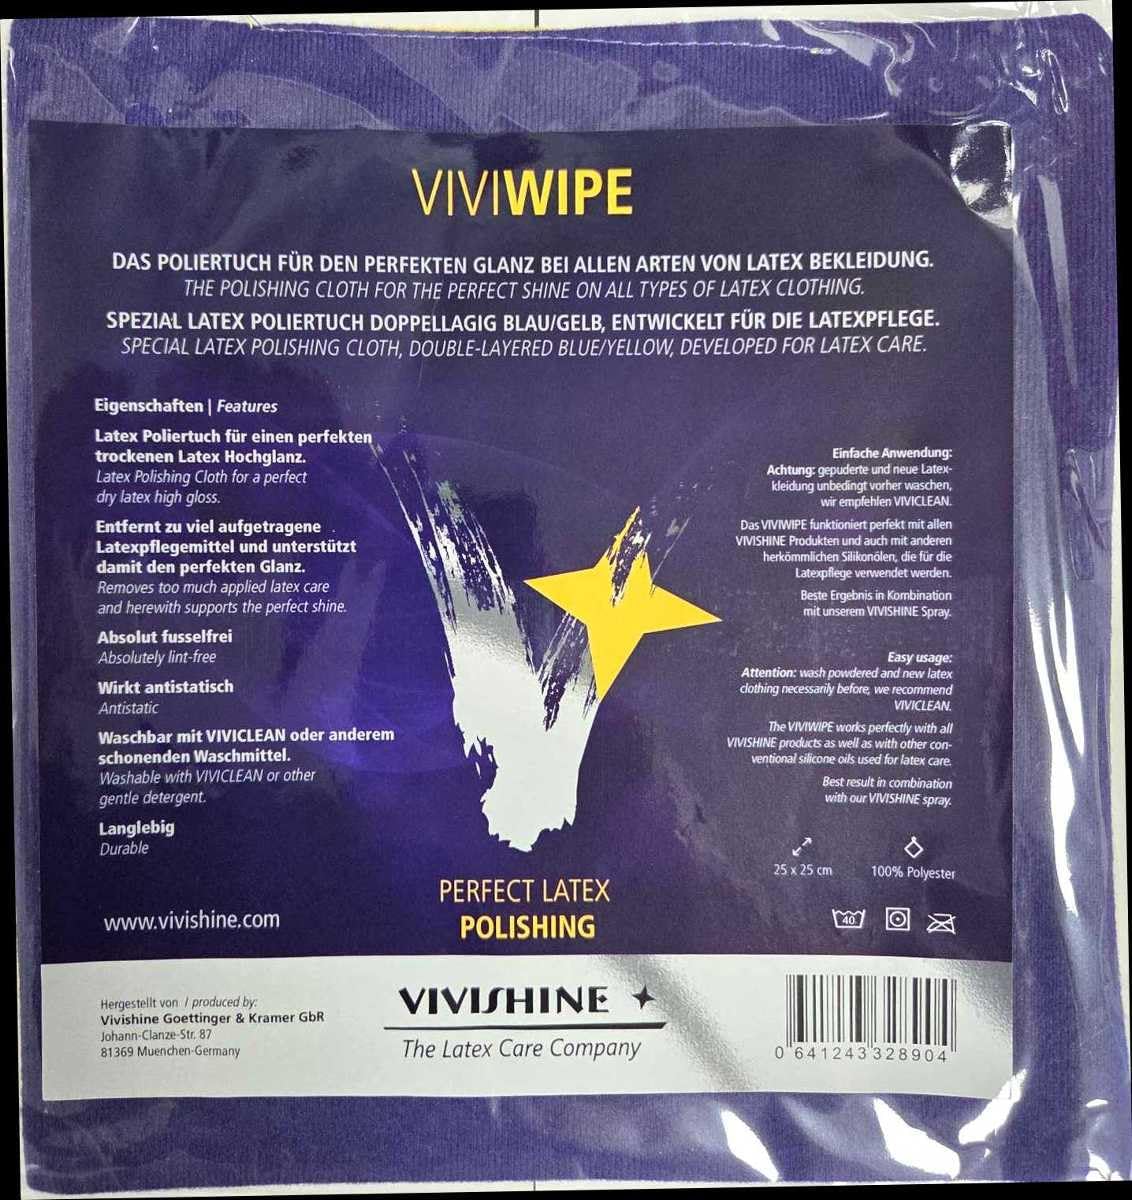 VIVIWIPE
DAS POLIERTUCH FÜR DEN PERFEKTEN GLANZ BEI ALLEN ARTEN VON LATEX BEKLEIDUNG.
THE POLISHING CLOTH FOR THE PERFECT SHINE ON ALL TYPES OF LATEX CLOTHING.
SPEZIAL LATEX POLIERTUCH DOPPELLAGIG BLAU/GELB, ENTWICKELT FÜR DIE LATEXPFLEGE.
SPECIAL LATEX POLISHING CLOTH, DOUBLE-LAYERED BLUE/YELLOW, DEVELOPED FOR LATEX CARE.
Eigenschaften | Features
Latex Poliertuch für einen perfekten
trockenen Latex Hochglanz.
Latex Polishing Cloth for a perfect
dry latex high gloss.
Entfernt zu viel aufgetragene
Latexpflegemittel und unterstützt
damit den perfekten Glanz.
Removes too much applied latex care
and herewith supports the perfect shine.
Absolut fusselfrei
Absolutely lint-free
Wirkt antistatisch
Antistatic
Waschbar mit VIVICLEAN oder anderem
schonenden Waschmittel.
Washable with VIVICLEAN or other
gentle detergent.
Langlebig
Durable
www.vivishine.com
Einfache Anwendung:
Achtung: gepuderte und neue Latex-
kleidung unbedingt vorher waschen,
wir empfehlen VIVICLEAN.
Das VIVIWIPE funktioniert perfekt mit allen
VIVISHINE Produkten und auch mit anderen
herkömmlichen Silikonölen, die für die
Latexpflege verwendet werden.
Beste Ergebnis in Kombination
mit unserem VIVISHINE Spray.
Easy usage:
Attention: wash powdered and new latex
clothing necessarily before, we recommend
VIVICLEAN.
The VIVIWIPE works perfectly with all
VIVISHINE products as well as with other con-
ventional silicone oils used for latex care.
Best result in combination
with our VIVISHINE spray.
25 x 25 cm
100% Polyester
40
PERFECT LATEX
POLISHING
Hergestellt von / produced by:
Vivishine Goettinger & Kramer GbR
Johann-Clanze-Str. 87
81369 Muenchen-Germany
VIVISHINE
The Latex Care Company
0 641243 328904